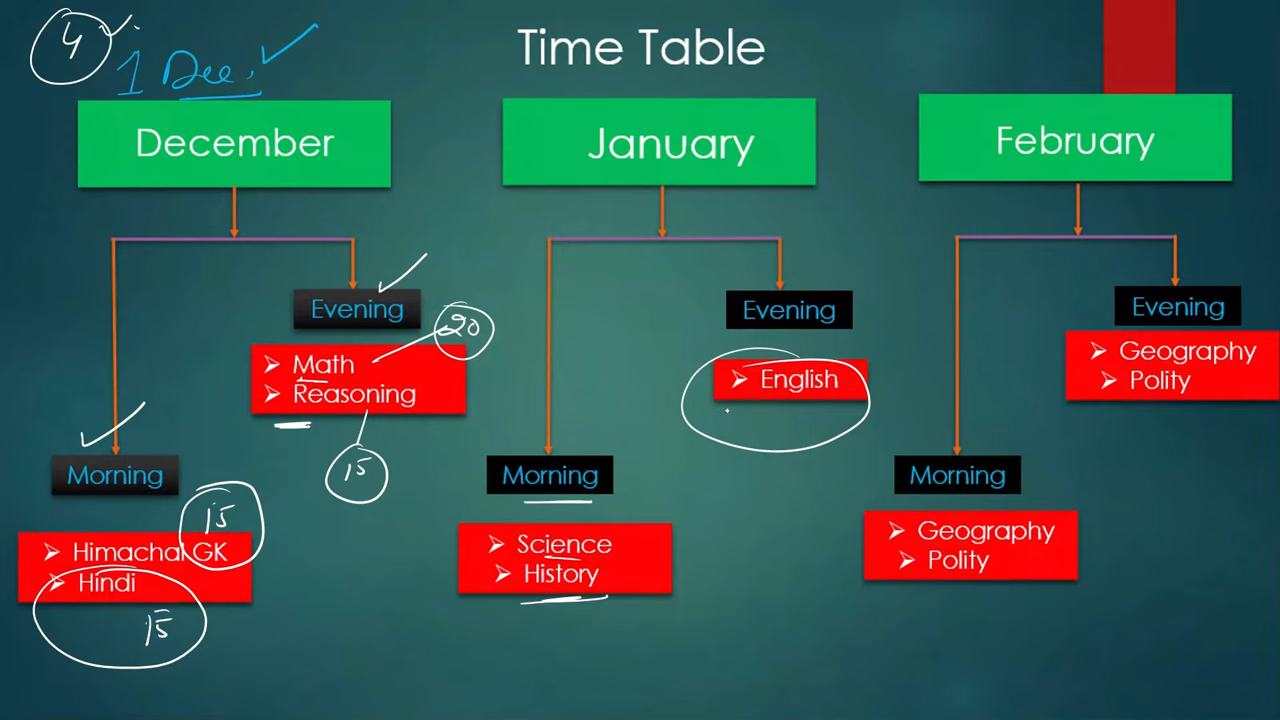 4
1 Dec.
Time Table
December
January
February
Evening
Math
Reasoning
20
15
Morning
Himachal GK
Hindi
15
15
Evening
English
Morning
Science
History
Evening
Geography
Polity
Morning
Geography
Polity